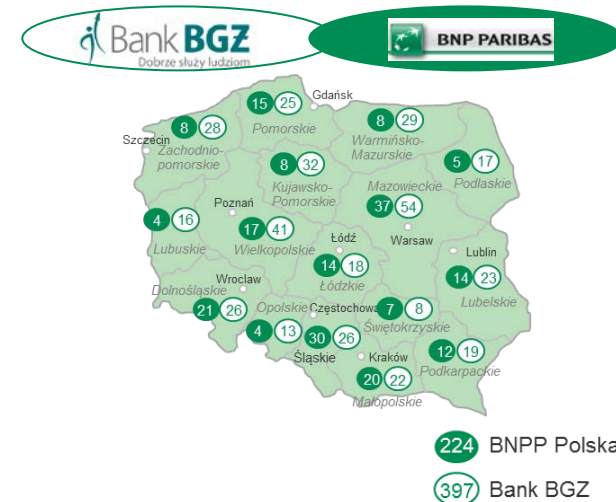 Bank BGŻ
Dobrze służy ludziom
BNP PARIBAS
Gdańsk
15 25
Pomorskie
8 28
Szczecin
Zachodnio-
pomorskie
8 29
Warmińsko-
Mazurskie
5 17
Podlaskie
8 32
Kujawsko-
Pomorskie
Mazowieckie
37 54
Warsaw
4 16
Lubuskie
Poznań
17 41
Wielkopolskie
Łódź
14 18
Łódzkie
Lublin
14 23
Lubelskie
Dolnośląskie
Wroclaw
21 26
Opolskie
4 13
Częstochowa
30 26
Śląskie
7 8
Świętokrzyskie
Kraków
20 22
Małopolskie
12 19
Podkarpackie
224 BNPP Polska
397 Bank BGZ